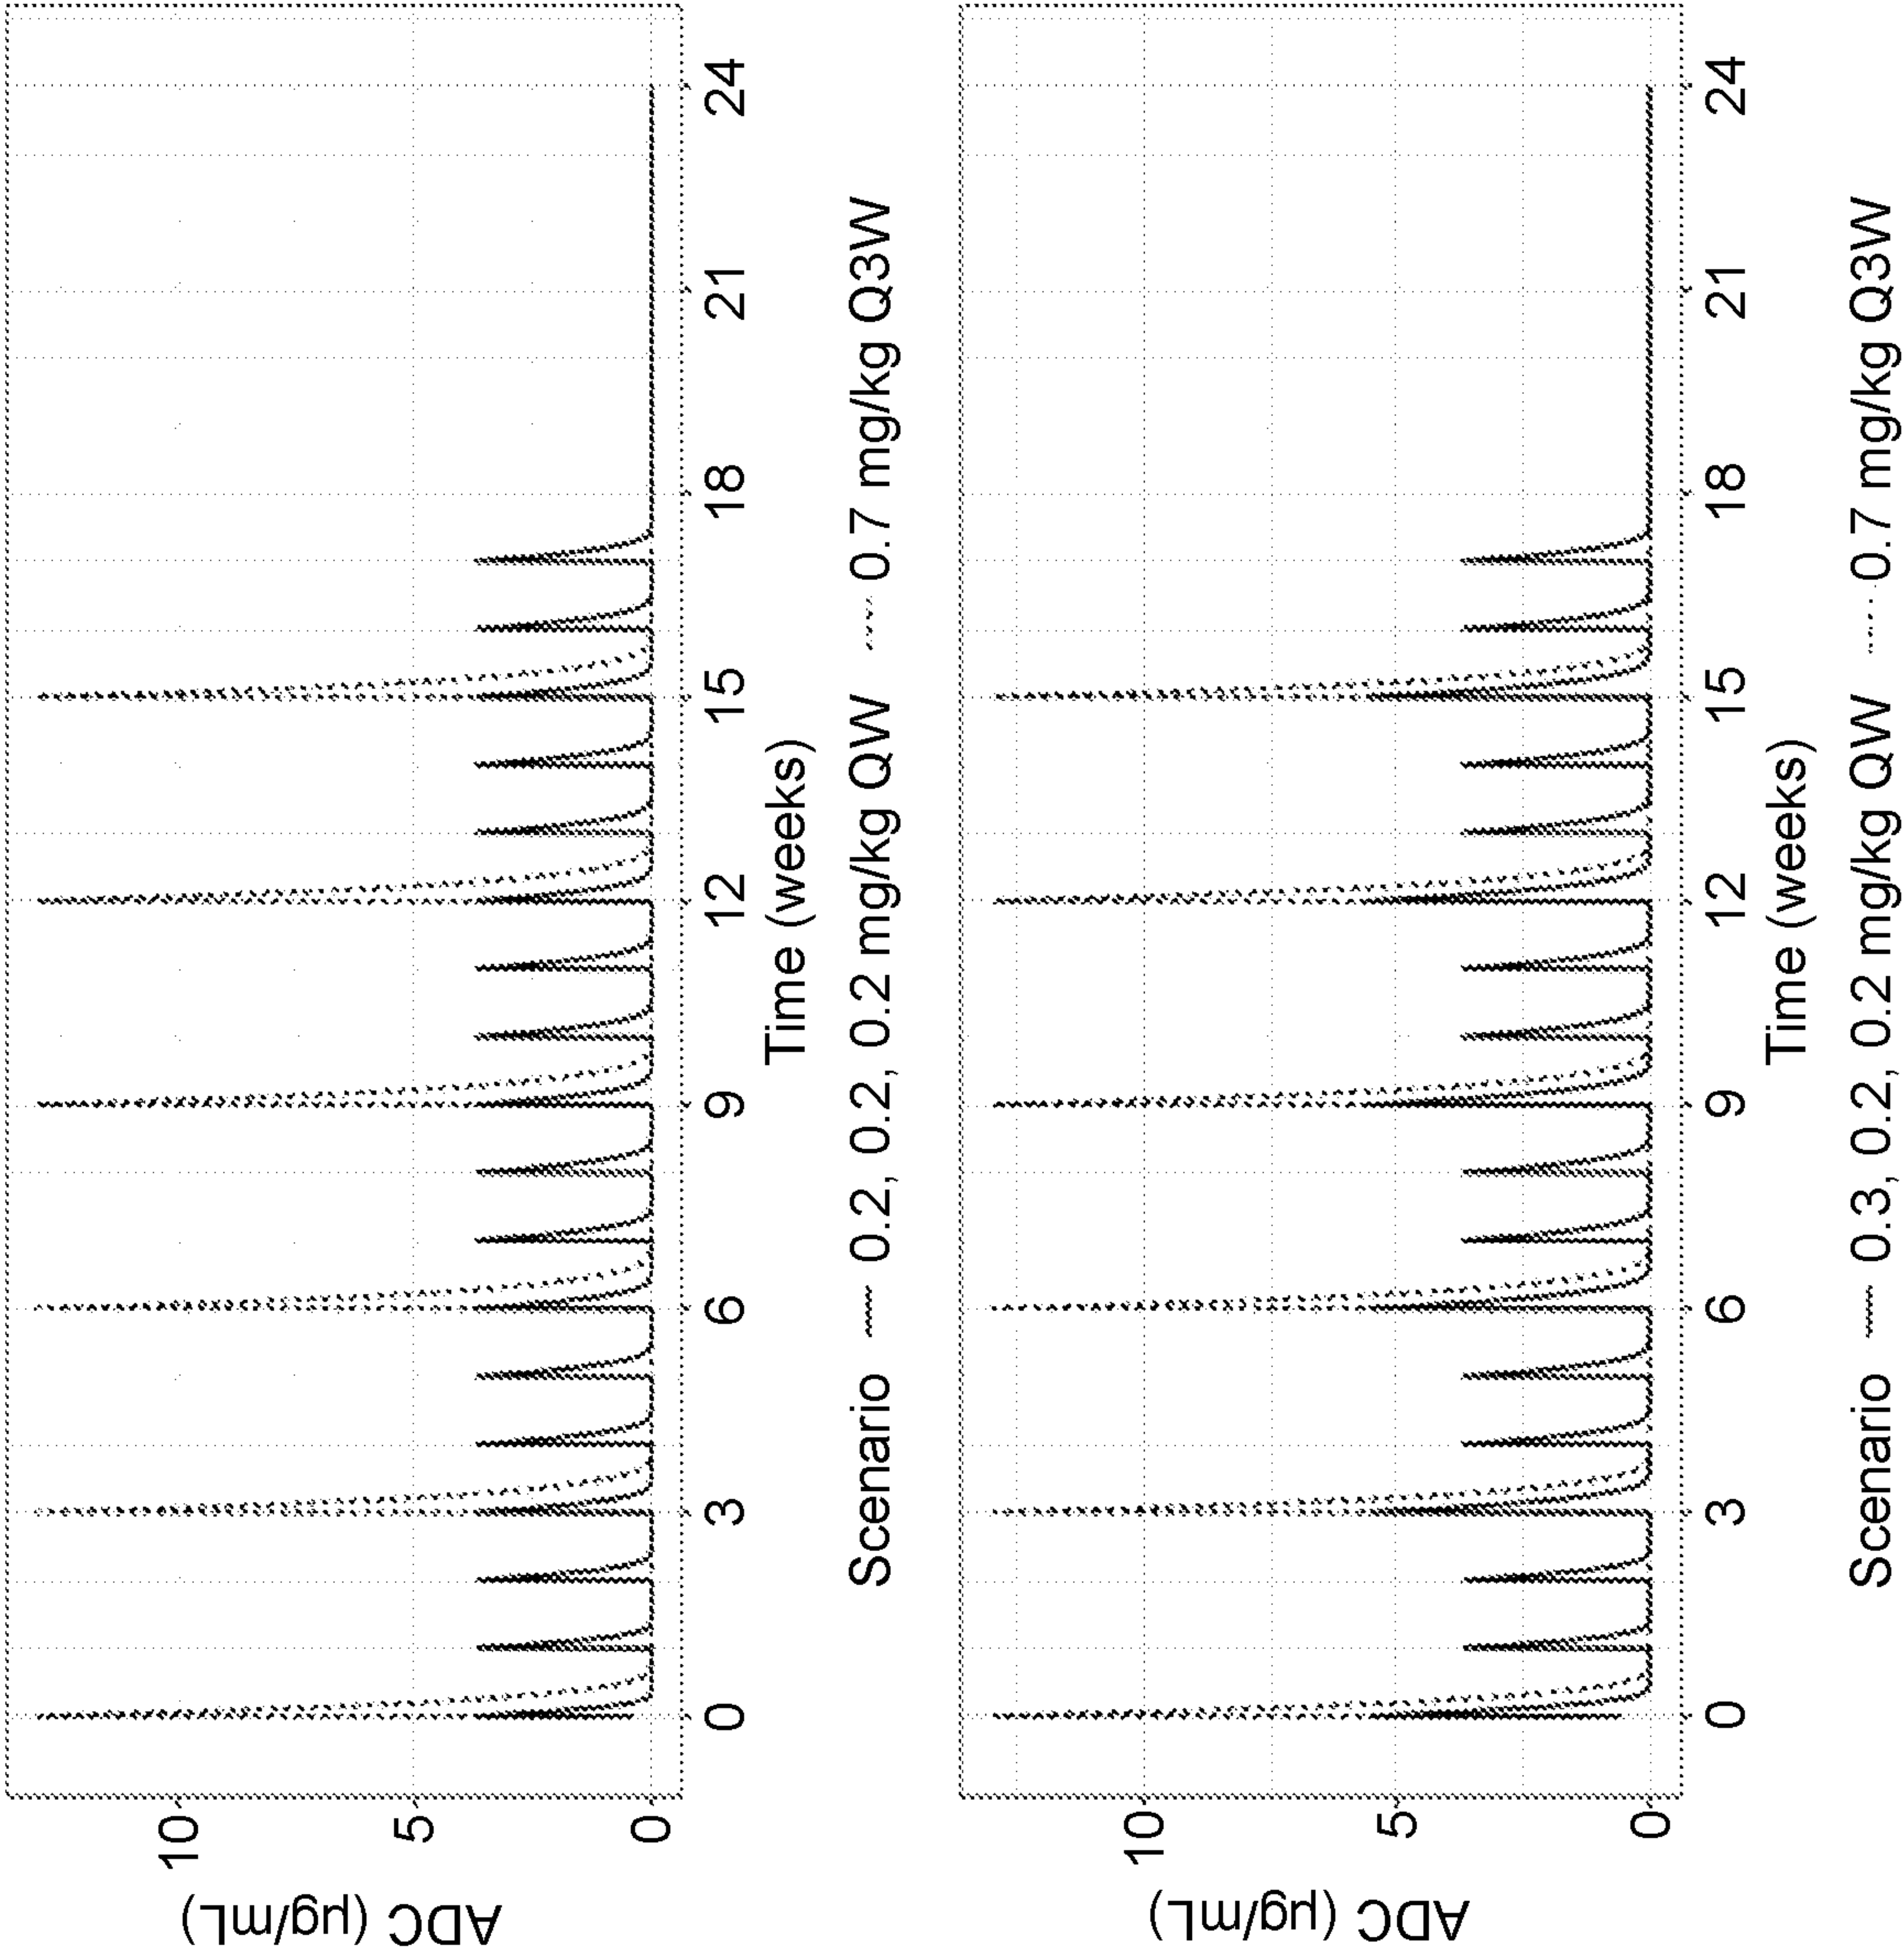 ADC (µg/mL)
10
5
0
0 3 6 9 12 15 18 21 24
Time (weeks)
Scenario 0.2, 0.2, 0.2 mg/kg QW 0.7 mg/kg Q3W
ADC (µg/mL)
10
5
0
0 3 6 9 12 15 18 21 24
Time (weeks)
Scenario 0.3, 0.2, 0.2 mg/kg QW 0.7 mg/kg Q3W